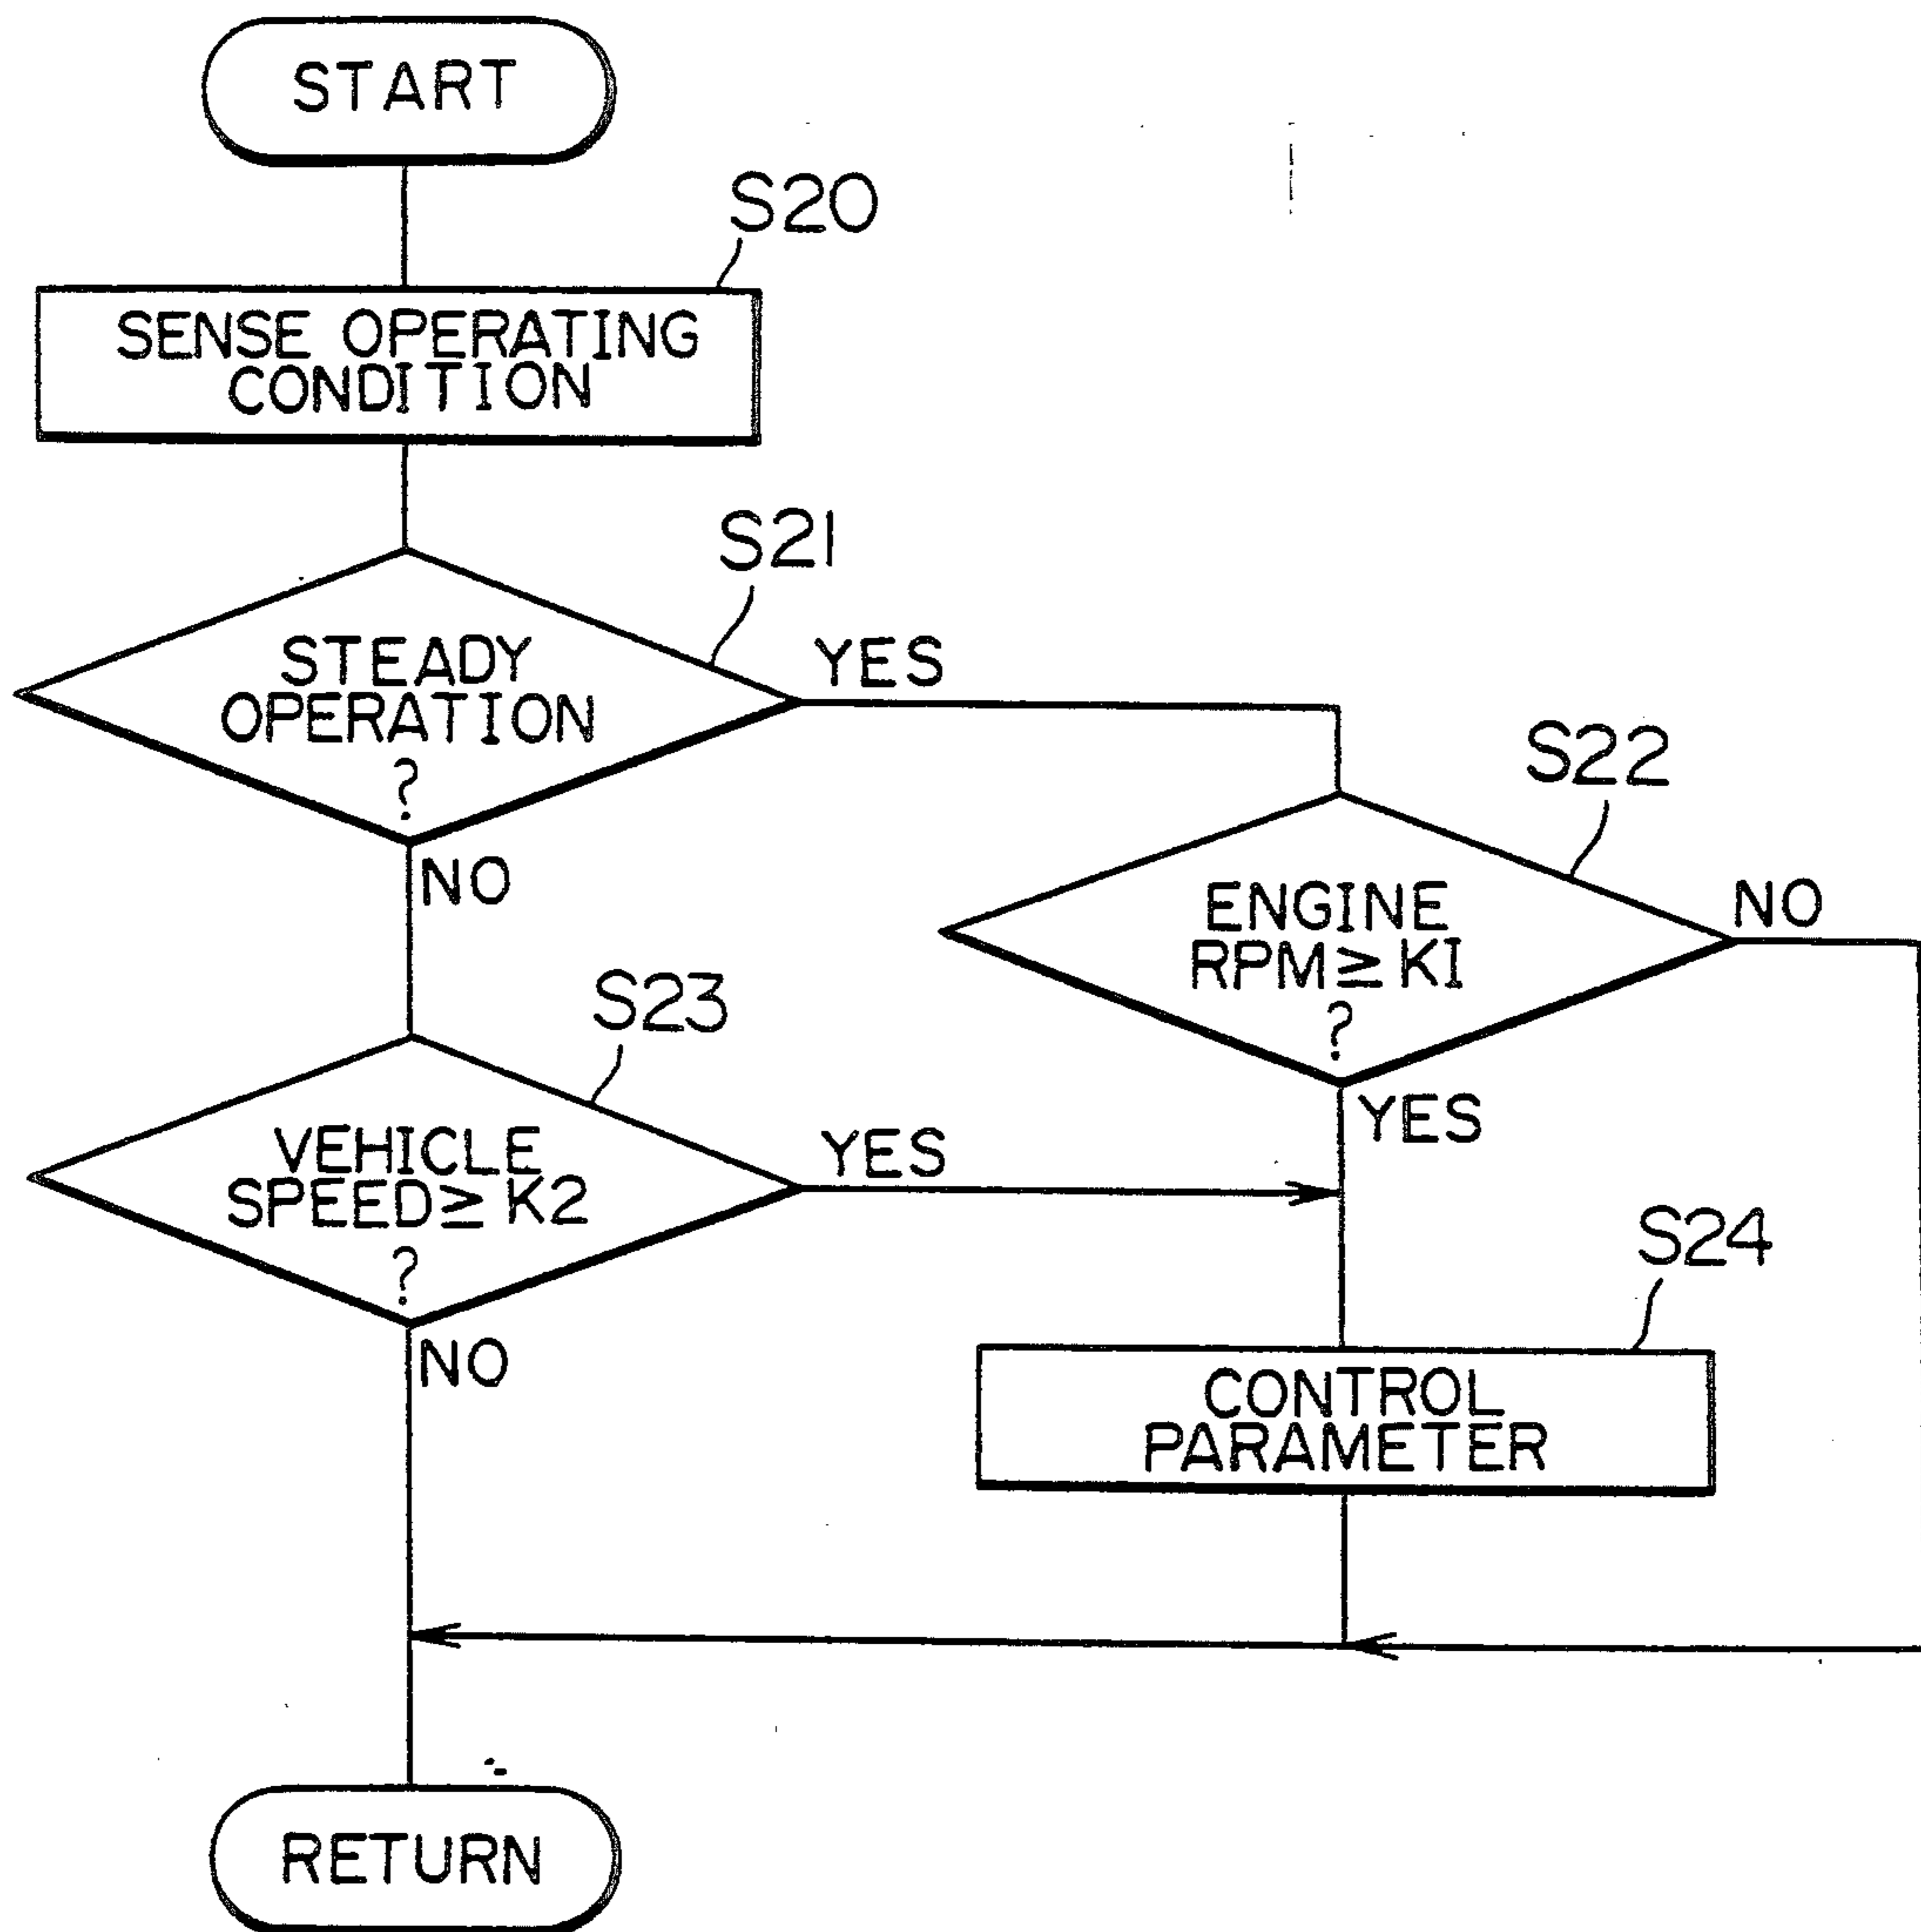 START
S20
SENSE OPERATING
CONDITION
S21
STEADY
OPERATION
?
YES
NO
S22
ENGINE
RPM ≥ K1
?
NO
YES
S23
VEHICLE
SPEED ≥ K2
?
YES
NO
S24
CONTROL
PARAMETER
RETURN